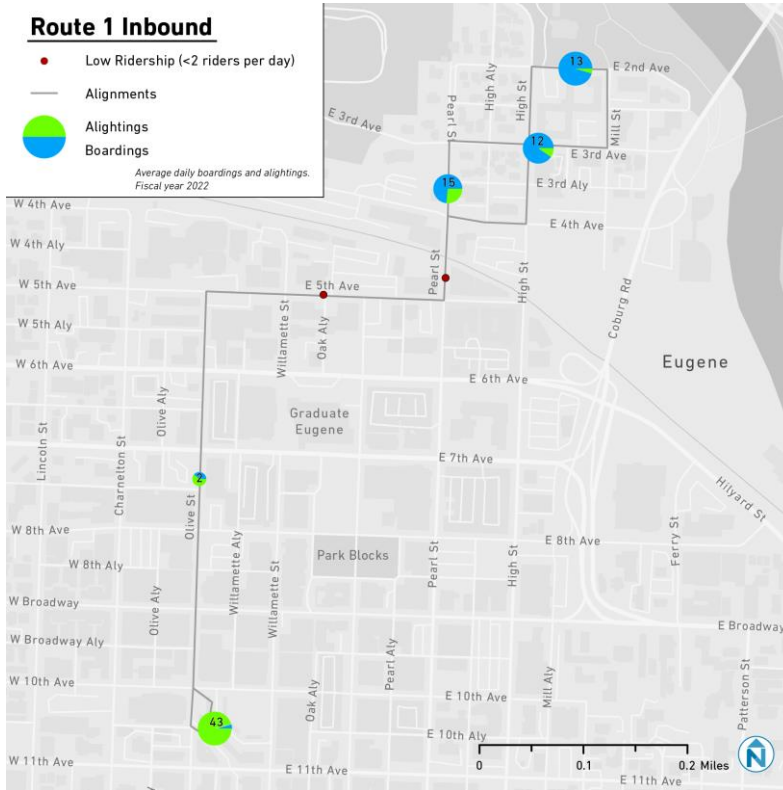 Route 1 Inbound
Low Ridership (<2 riders per day)
Alignments
Alightings
Boardings
Average daily boardings and alightings.
Fiscal year 2022
13
E 2nd Ave
High Aly
High St
Pearl St
Mill St
E 3rd Ave
12
E 3rd Ave
15
E 3rd Aly
W 4th Ave
E 4th Ave
W 4th Aly
Pearl St
High St
Coburg Rd
W 5th Ave
E 5th Ave
W 5th Aly
Willamette St
Oak Aly
Eugene
W 6th Ave
E 6th Ave
Olive Aly
Graduate
Eugene
Lincoln St
Charnelton St
E 7th Ave
2
Hilyard St
Olive St
W 8th Ave
E 8th Ave
Ferry St
W 8th Aly
Willamette Aly
Willamette St
Park Blocks
Pearl St
High St
Olive Aly
W Broadway
E Broadway
W Broadway Aly
Pearl Aly
Mill Aly
Patterson St
W 10th Ave
Oak Aly
E 10th Ave
43
E 10th Aly
W 11th Ave
E 11th Ave
0
0.1
0.2 Miles
N
E 11th Ave